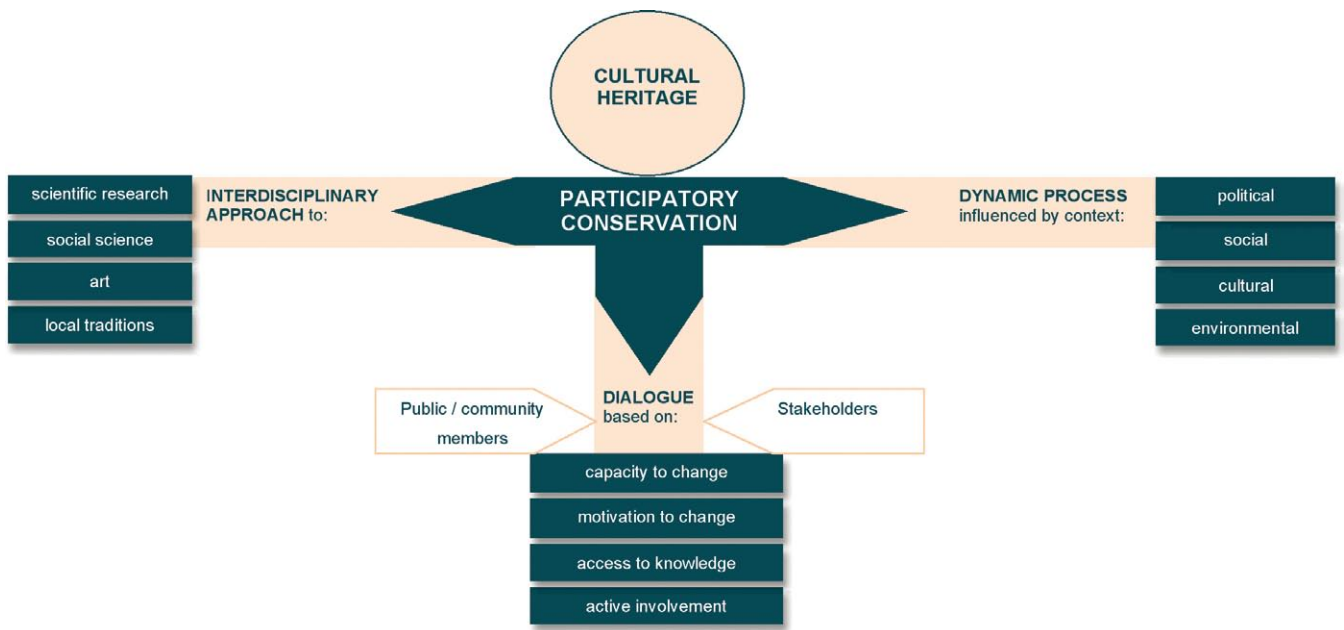 CULTURAL
HERITAGE
PARTICIPATORY
CONSERVATION
INTERDISCIPLINARY
APPROACH to:
scientific research
social science
art
local traditions
DYNAMIC PROCESS
influenced by context:
political
social
cultural
environmental
DIALOGUE
based on:
Public / community
members
Stakeholders
capacity to change
motivation to change
access to knowledge
active involvement